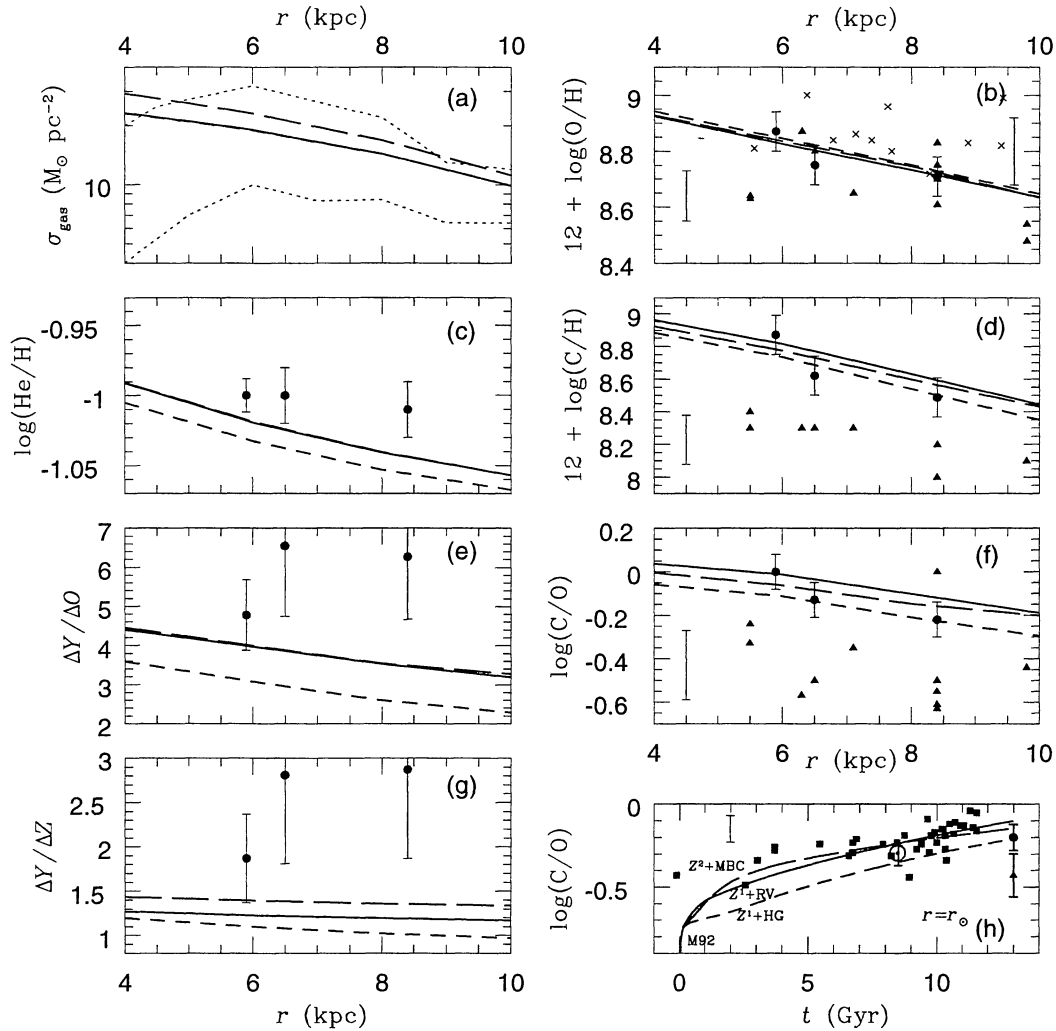 r (kpc)
4 6 8 10
σgas (M⊙ pc−2)
10
(a)
r (kpc)
4 6 8 10
12 + log(O/H)
9
8.8
8.6
8.4
(b)
log(He/H)
-0.95
-1
-1.05
(c)
12 + log(C/H)
9
8.8
8.6
8.4
8.2
8
(d)
ΔY/ΔO
7
6
5
4
3
2
(e)
log(C/O)
0.2
0
-0.2
-0.4
-0.6
(f)
4 6 8 10
r (kpc)
ΔY/ΔZ
3
2.5
2
1.5
1
(g)
4 6 8 10
r (kpc)
log(C/O)
0
-0.5
Z²+MBC
Z¹+RV
Z¹+HG
M92
r=r⊙
(h)
0 5 10
t (Gyr)